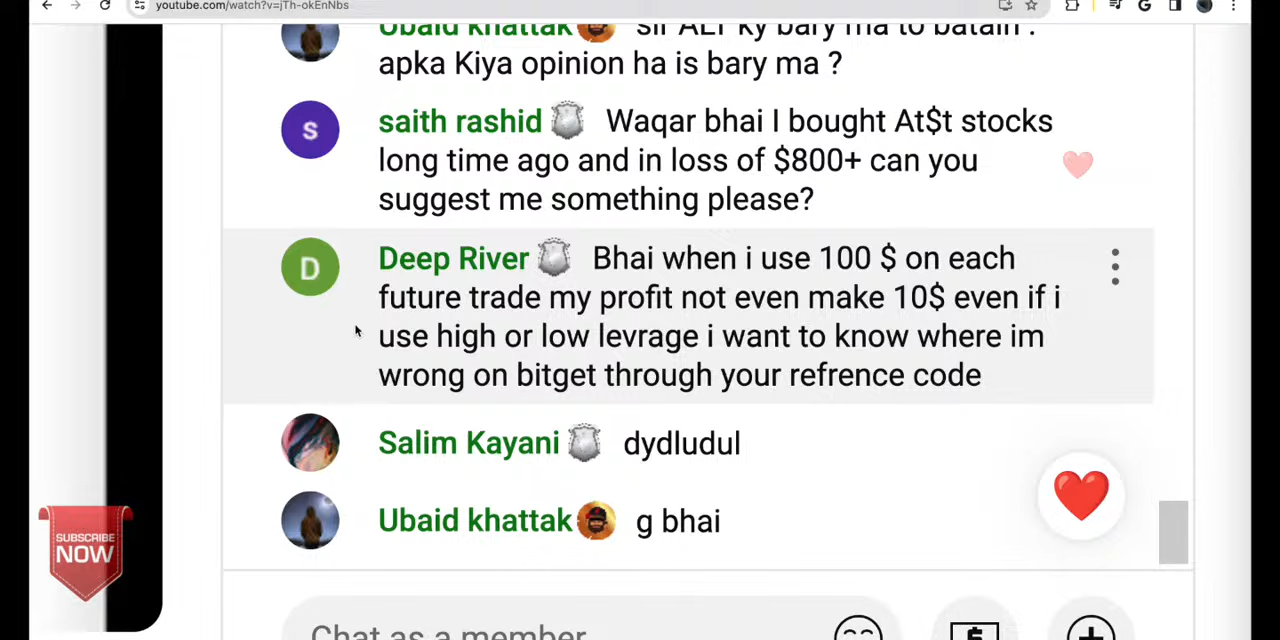 youtube.com/watch?v=jTh-okEnNbs
Ubaid khattak sir ALT ky bary ma to batain .
apka Kiya opinion ha is bary ma ?
S
saith rashid Waqar bhai I bought At$t stocks
long time ago and in loss of $800+ can you
suggest me something please?
D
Deep River Bhai when i use 100 $ on each
future trade my profit not even make 10$ even if i
use high or low levrage i want to know where im
wrong on bitget through your refrence code
Salim Kayani dydludul
Ubaid khattak g bhai
SUBSCRIBE
NOW
Chat as a member